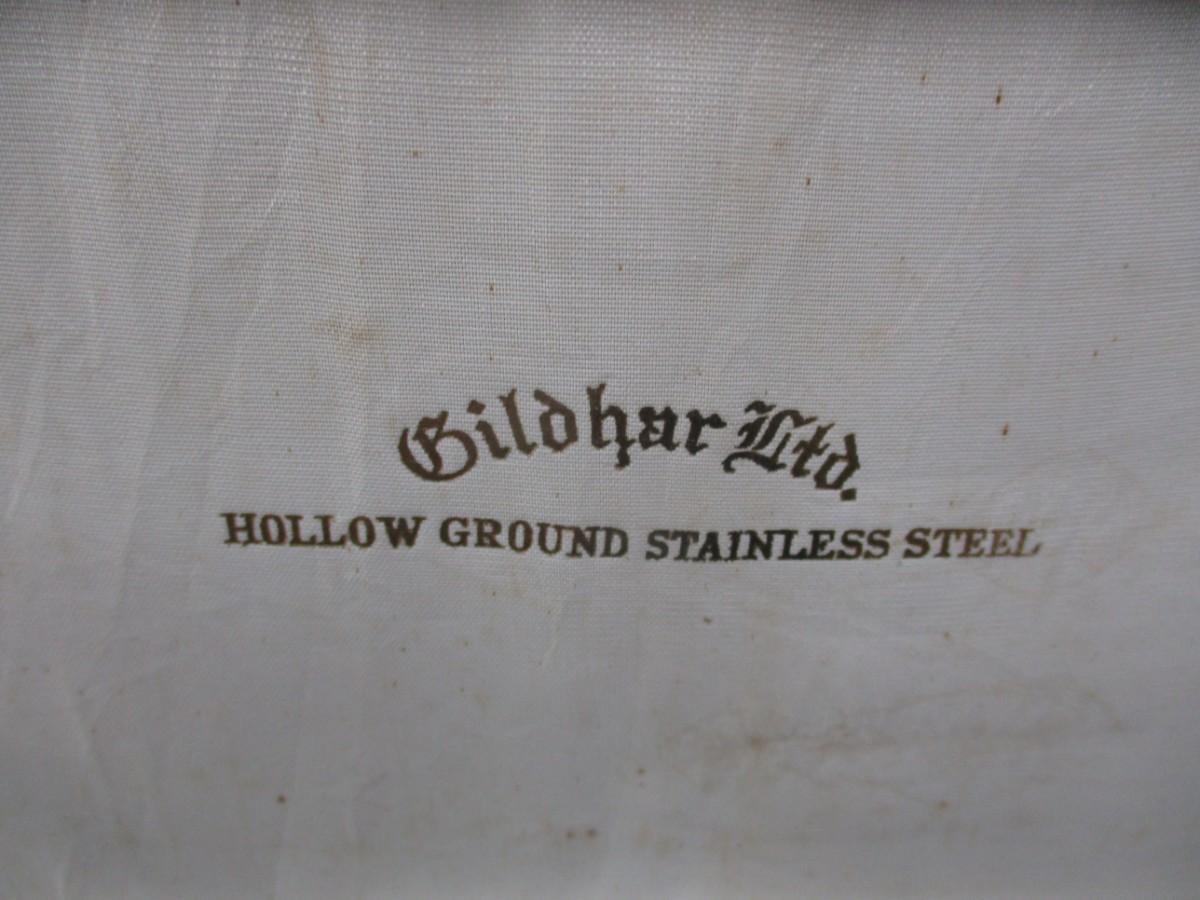 Gildhar Ltd.
HOLLOW GROUND STAINLESS STEEL